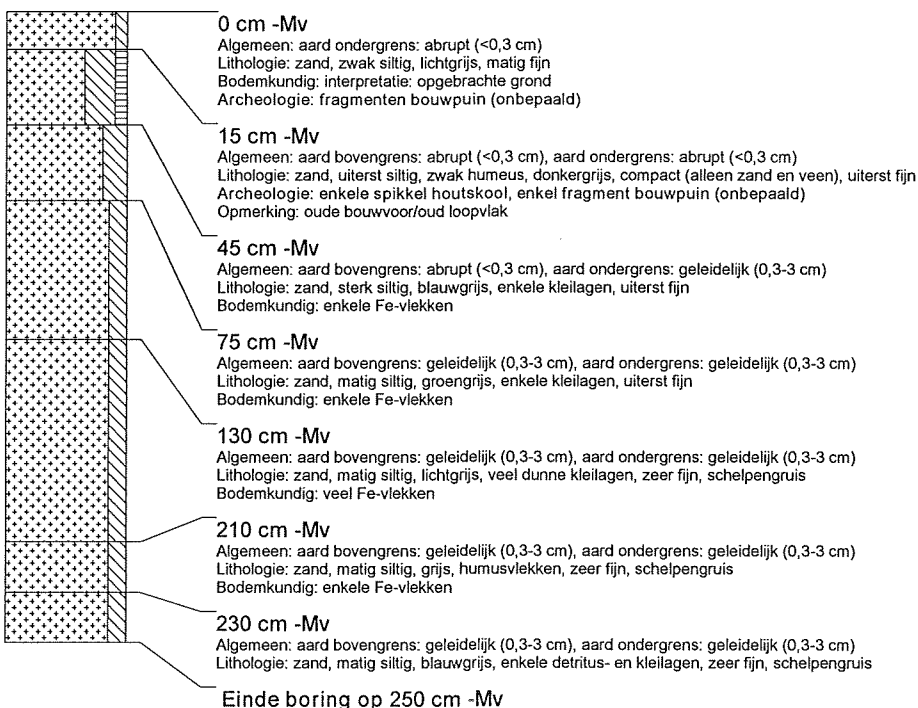 0 cm -Mv
Algemeen: aard ondergrens: abrupt (<0,3 cm)
Lithologie: zand, zwak siltig, lichtgrijs, matig fijn
Bodemkundig: interpretatie: opgebrachte grond
Archeologie: fragmenten bouwpuin (onbepaald)
15 cm -Mv
Algemeen: aard bovengrens: abrupt (<0,3 cm), aard ondergrens: abrupt (<0,3 cm)
Lithologie: zand, uiterst siltig, zwak humeus, donkergrijs, compact (alleen zand en veen), uiterst fijn
Archeologie: enkele spikkel houtskool, enkel fragment bouwpuin (onbepaald)
Opmerking: oude bouwvoor/oud loopvlak
45 cm -Mv
Algemeen: aard bovengrens: abrupt (<0,3 cm), aard ondergrens: geleidelijk (0,3-3 cm)
Lithologie: zand, sterk siltig, blauwgrijs, enkele kleilagen, uiterst fijn
Bodemkundig: enkele Fe-vlekken
75 cm -Mv
Algemeen: aard bovengrens: geleidelijk (0,3-3 cm), aard ondergrens: geleidelijk (0,3-3 cm)
Lithologie: zand, matig siltig, groengrijs, enkele kleilagen, uiterst fijn
Bodemkundig: enkele Fe-vlekken
130 cm -Mv
Algemeen: aard bovengrens: geleidelijk (0,3-3 cm), aard ondergrens: geleidelijk (0,3-3 cm)
Lithologie: zand, matig siltig, lichtgrijs, veel dunne kleilagen, zeer fijn, schelpengruis
Bodemkundig: veel Fe-vlekken
210 cm -Mv
Algemeen: aard bovengrens: geleidelijk (0,3-3 cm), aard ondergrens: geleidelijk (0,3-3 cm)
Lithologie: zand, matig siltig, grijs, humusvlekken, zeer fijn, schelpengruis
Bodemkundig: enkele Fe-vlekken
230 cm -Mv
Algemeen: aard bovengrens: geleidelijk (0,3-3 cm), aard ondergrens: geleidelijk (0,3-3 cm)
Lithologie: zand, matig siltig, blauwgrijs, enkele detritus- en kleilagen, zeer fijn, schelpengruis
Einde boring op 250 cm -Mv